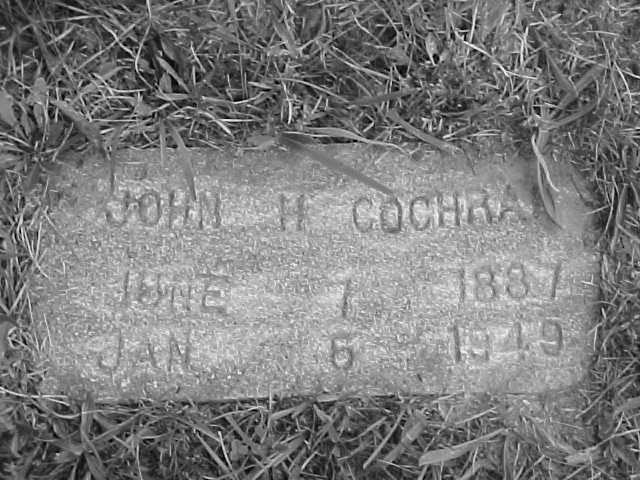 JOHN H COCHRA
JUNE 1 1887
JAN 6 1949